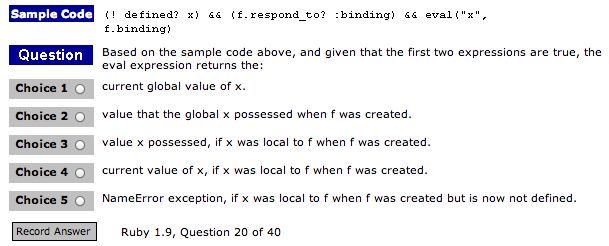 Sample Code (! defined? x) && (f.respond_to? :binding) && eval("x",
f.binding)
Question Based on the sample code above, and given that the first two expressions are true, the
eval expression returns the:
Choice 1 current global value of x.
Choice 2 value that the global x possessed when f was created.
Choice 3 value x possessed, if x was local to f when f was created.
Choice 4 current value of x, if x was local to f when f was created.
Choice 5 NameError exception, if x was local to f when f was created but is now not defined.
Record Answer Ruby 1.9, Question 20 of 40